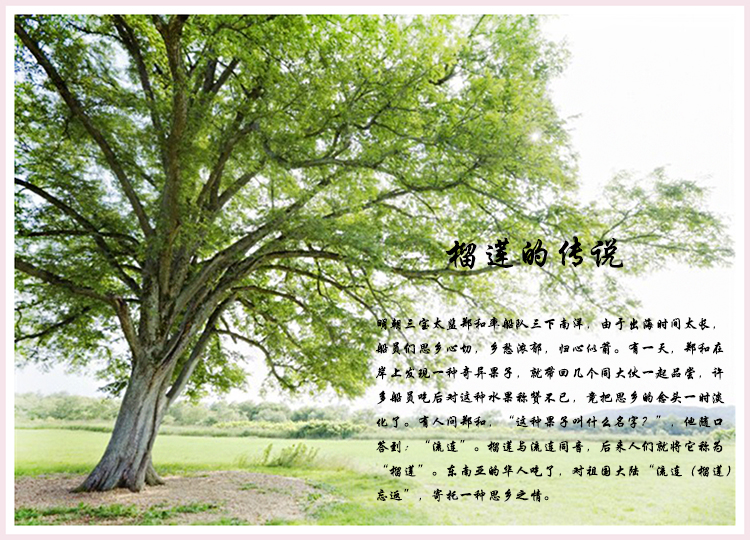 榴莲的传说
明朝三宝太监郑和率船队三下南洋，由于出海时间太长，
船员们思乡心切，乡愁浓郁，归心似箭。有一天，郑和在
岸上发现一种奇异果子，就带回几个同大伙一起品尝，许
多船员吃后对这种水果称赞不已，竟把思乡的念头一时淡
化了。有人问郑和，“这种果子叫什么名字？”，他随口
答到：“流连”。榴莲与流连同音，后来人们就将它称为
“榴莲”。东南亚的华人吃了，对祖国大陆“流连（榴莲）
忘返”，寄托一种思乡之情。